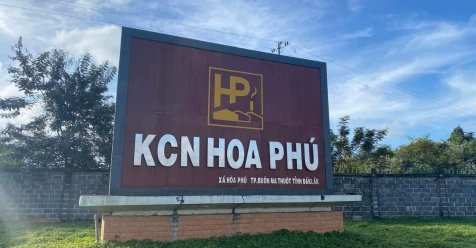 HP
KCN HOA PHÚ
XÃ HÒA PHÚ TP.BUÔN MA THUỘT TỈNH ĐĂKLĂK